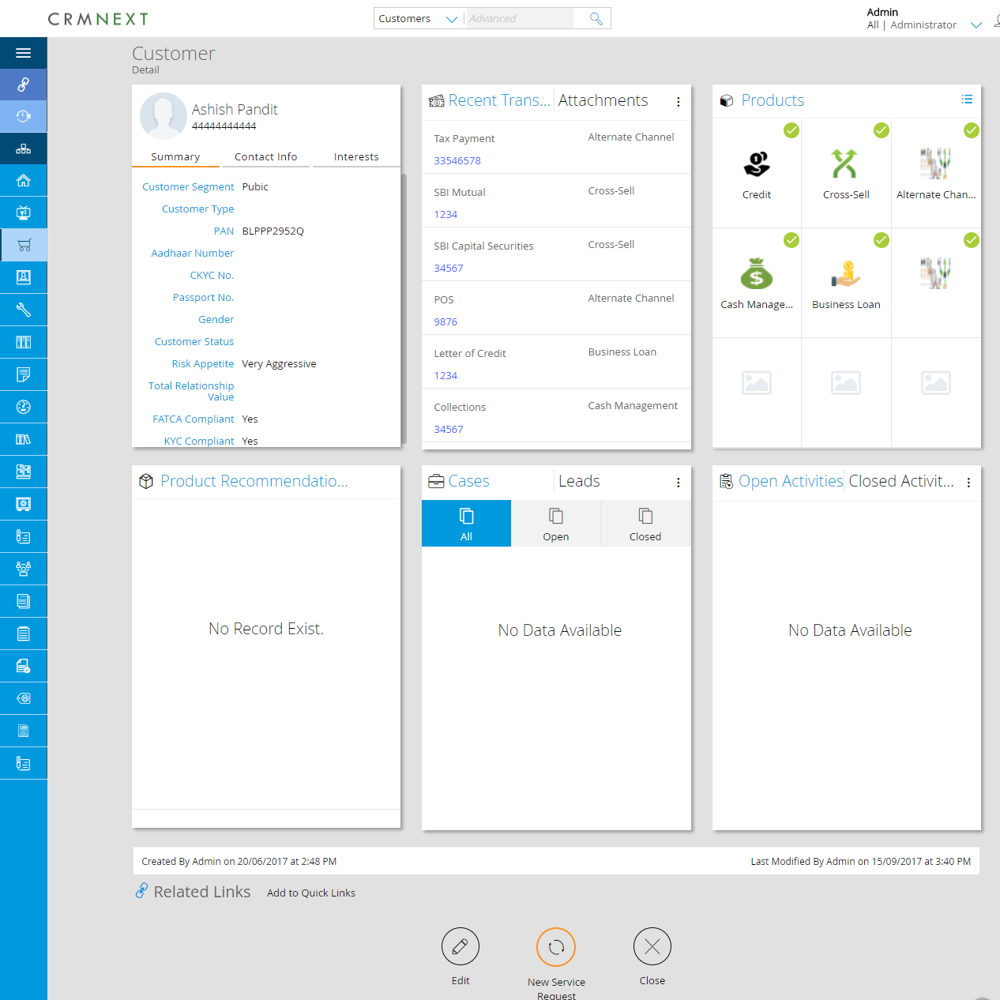 CRMNEXT
Customers
Advanced
Admin
All | Administrator
Customer
Detail
Ashish Pandit
44444444444
Summary
Contact Info
Interests
Customer Segment Pubic
Customer Type
PAN BLPPP2952Q
Aadhaar Number
CKYC No.
Passport No.
Gender
Customer Status
Risk Appetite Very Aggressive
Total Relationship
Value
FATCA Compliant Yes
KYC Compliant Yes
Recent Trans...
Attachments
Tax Payment
Alternate Channel
33546578
SBI Mutual
Cross-Sell
1234
SBI Capital Securities
Cross-Sell
34567
POS
Alternate Channel
9876
Letter of Credit
Business Loan
1234
Collections
Cash Management
34567
Products
Credit
Cross-Sell
Alternate Chan...
Cash Manage...
Business Loan
Product Recommendatio...
No Record Exist.
Cases
Leads
All
Open
Closed
No Data Available
Open Activities
Closed Activit...
No Data Available
Created By Admin on 20/06/2017 at 2:48 PM
Last Modified By Admin on 15/09/2017 at 3:40 PM
Related Links
Add to Quick Links
Edit
New Service
Request
Close